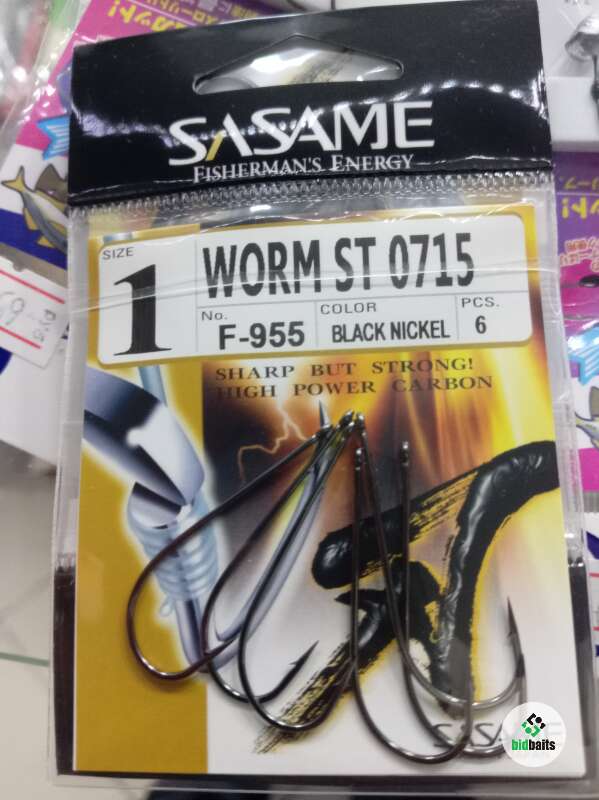 SASAME
FISHERMAN'S ENERGY
SIZE
1
WORM ST 0715
No.
F-955
COLOR
BLACK NICKEL
PCS.
6
SHARP BUT STRONG!
HIGH POWER CARBON
SASAME
bidbaits